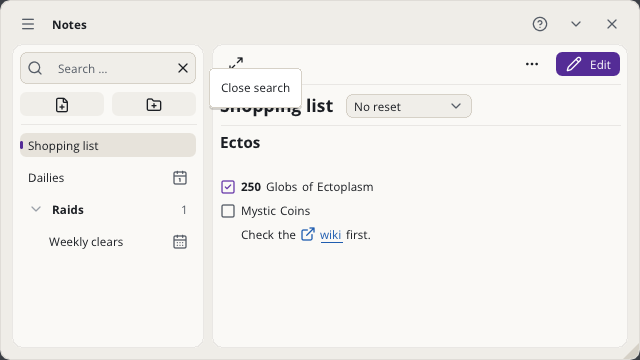 Notes
Search ...
Edit
Close search
Shopping list
No reset
Shopping list
Dailies
Raids 1
Weekly clears
Ectos
250 Globs of Ectoplasm
Mystic Coins
Check the wiki first.